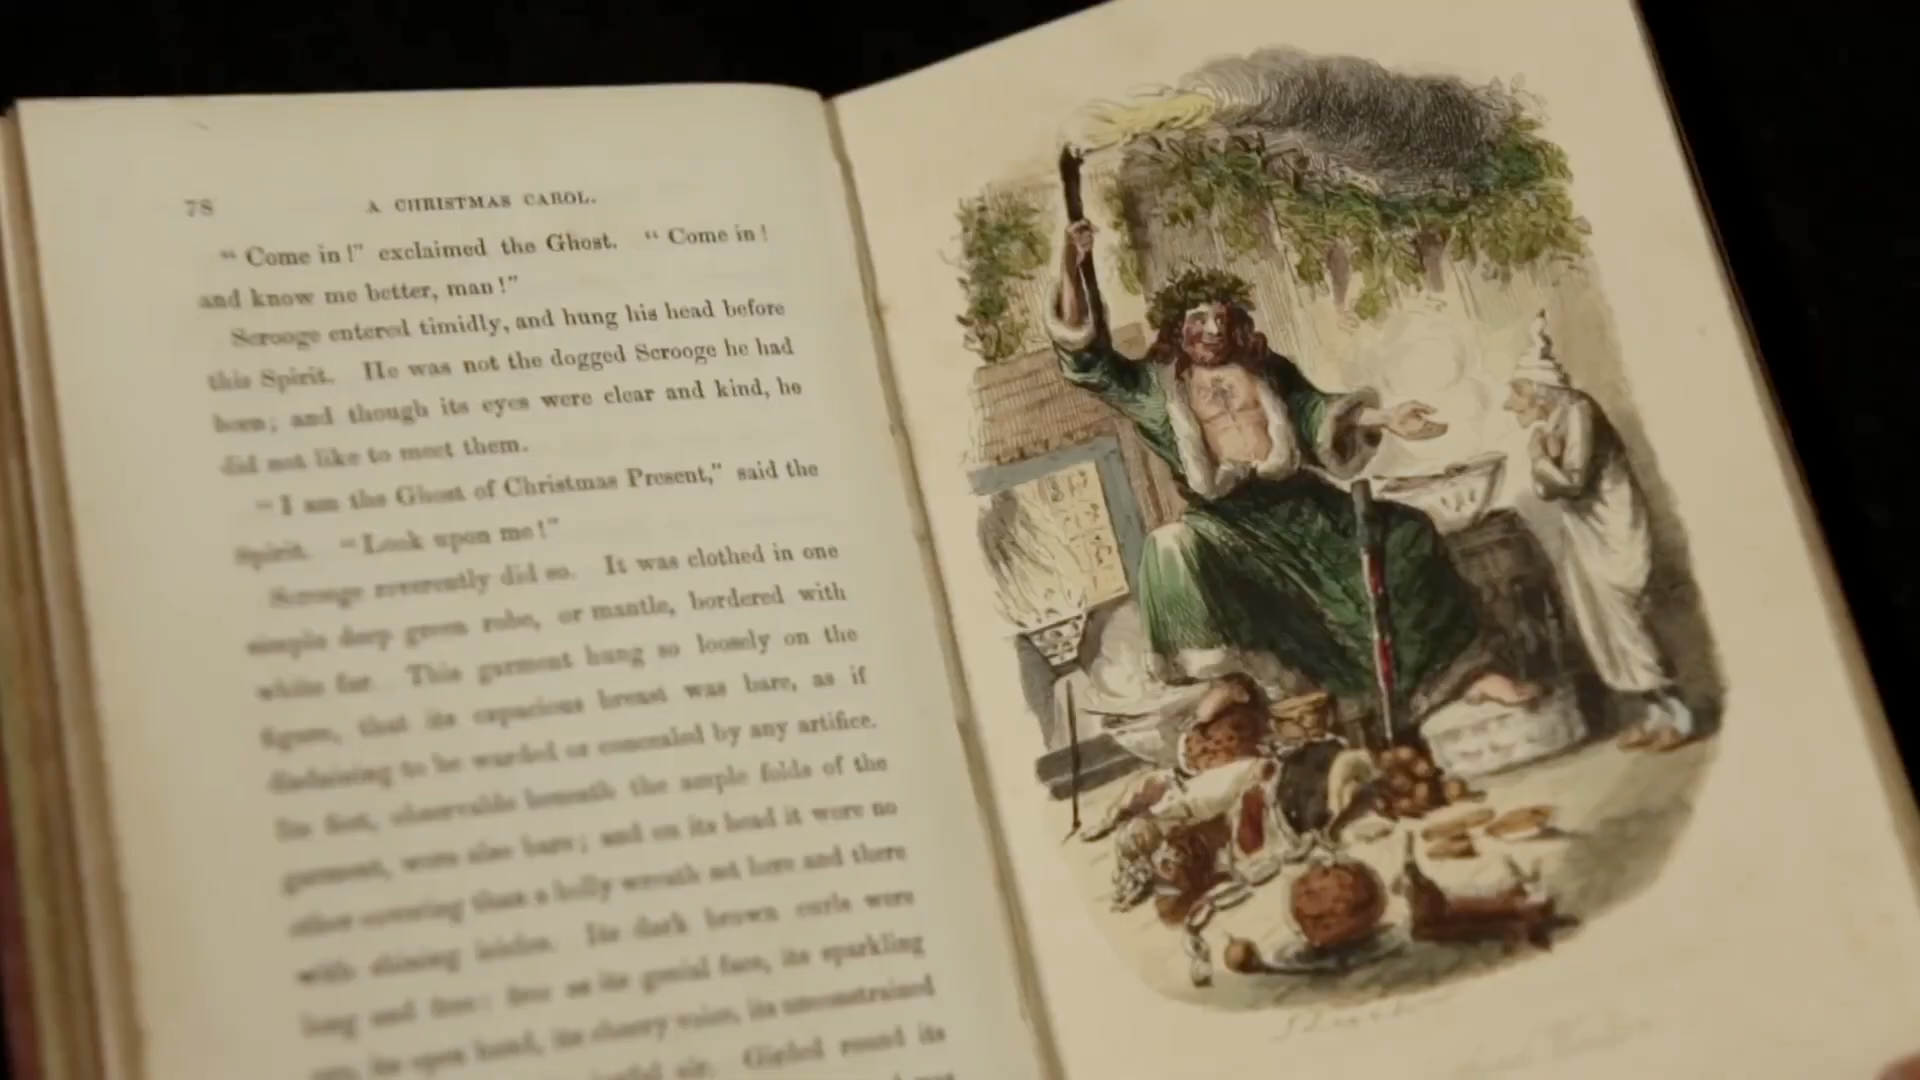 78
A CHRISTMAS CAROL.
“ Come in!” exclaimed the Ghost. “ Come in!
and know me better, man!”
Scrooge entered timidly, and hung his head before
this Spirit. He was not the dogged Scrooge he had
been; and though its eyes were clear and kind, he
did not like to meet them.
“I am the Ghost of Christmas Present,” said the
Spirit. “Look upon me!”
Scrooge reverently did so. It was clothed in one
simple deep green robe, or mantle, bordered with
white fur. This garment hung so loosely on the
figure, that its capacious breast was bare, as if
disdaining to be warded or concealed by any artifice.
Its feet, observable beneath the ample folds of the
garment, were also bare; and on its head it wore no
other covering than a holly wreath set here and there
with shining icicles. Its dark brown curls were
long and free: free as its genial face, its sparkling
eye, its open hand, its cheery voice, its unconstrained
air. Girded round its